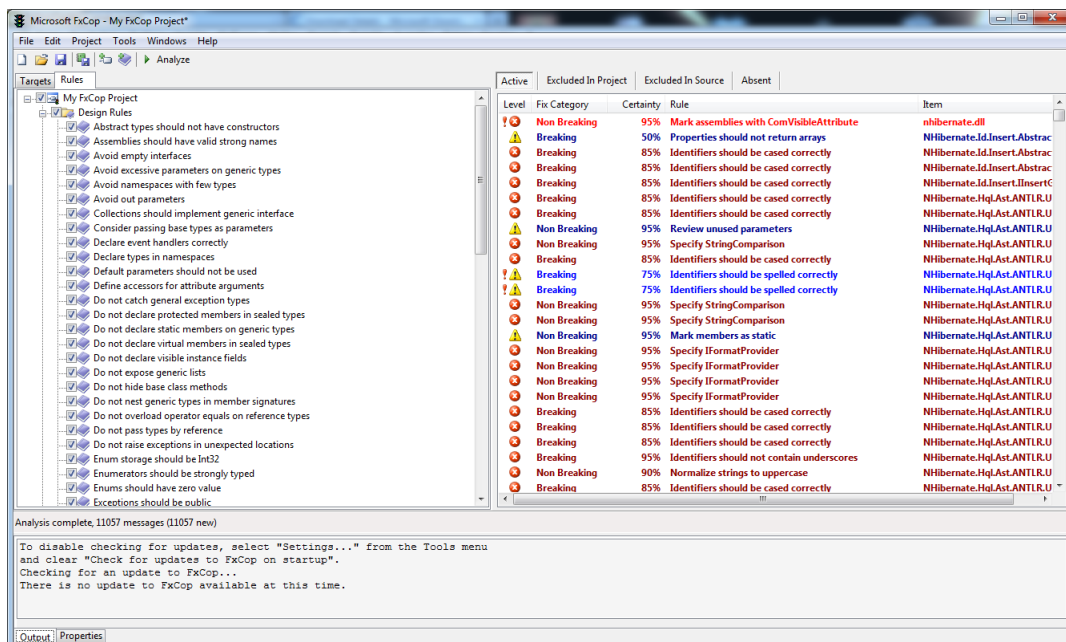 Microsoft FxCop - My FxCop Project*
File Edit Project Tools Windows Help
Analyze
Targets Rules
My FxCop Project
Design Rules
Abstract types should not have constructors
Assemblies should have valid strong names
Avoid empty interfaces
Avoid excessive parameters on generic types
Avoid namespaces with few types
Avoid out parameters
Collections should implement generic interface
Consider passing base types as parameters
Declare event handlers correctly
Declare types in namespaces
Default parameters should not be used
Define accessors for attribute arguments
Do not catch general exception types
Do not declare protected members in sealed types
Do not declare static members on generic types
Do not declare virtual members in sealed types
Do not declare visible instance fields
Do not expose generic lists
Do not hide base class methods
Do not nest generic types in member signatures
Do not overload operator equals on reference types
Do not pass types by reference
Do not raise exceptions in unexpected locations
Enum storage should be Int32
Enumerators should be strongly typed
Enums should have zero value
Exceptions should be public
Active Excluded In Project Excluded In Source Absent
Level Fix Category Certainty Rule Item
Non Breaking 95% Mark assemblies with ComVisibleAttribute nhibernate.dll
Breaking 50% Properties should not return arrays NHibernate.Id.Insert.Abstrac
Breaking 85% Identifiers should be cased correctly NHibernate.Id.Insert.Abstrac
Breaking 85% Identifiers should be cased correctly NHibernate.Id.Insert.Abstrac
Breaking 85% Identifiers should be cased correctly NHibernate.Id.Insert.IInsertG
Breaking 85% Identifiers should be cased correctly NHibernate.Hql.Ast.ANTLR.U
Breaking 85% Identifiers should be cased correctly NHibernate.Hql.Ast.ANTLR.U
Non Breaking 95% Review unused parameters NHibernate.Hql.Ast.ANTLR.U
Non Breaking 95% Specify StringComparison NHibernate.Hql.Ast.ANTLR.U
Breaking 85% Identifiers should be cased correctly NHibernate.Hql.Ast.ANTLR.U
Breaking 75% Identifiers should be spelled correctly NHibernate.Hql.Ast.ANTLR.U
Breaking 75% Identifiers should be spelled correctly NHibernate.Hql.Ast.ANTLR.U
Non Breaking 95% Specify StringComparison NHibernate.Hql.Ast.ANTLR.U
Non Breaking 95% Specify StringComparison NHibernate.Hql.Ast.ANTLR.U
Non Breaking 95% Mark members as static NHibernate.Hql.Ast.ANTLR.U
Non Breaking 95% Specify IFormatProvider NHibernate.Hql.Ast.ANTLR.U
Non Breaking 95% Specify IFormatProvider NHibernate.Hql.Ast.ANTLR.U
Non Breaking 95% Specify IFormatProvider NHibernate.Hql.Ast.ANTLR.U
Non Breaking 95% Specify IFormatProvider NHibernate.Hql.Ast.ANTLR.U
Breaking 85% Identifiers should be cased correctly NHibernate.Hql.Ast.ANTLR.U
Breaking 85% Identifiers should be cased correctly NHibernate.Hql.Ast.ANTLR.U
Breaking 85% Identifiers should be cased correctly NHibernate.Hql.Ast.ANTLR.U
Breaking 95% Identifiers should not contain underscores NHibernate.Hql.Ast.ANTLR.U
Non Breaking 90% Normalize strings to uppercase NHibernate.Hql.Ast.ANTLR.U
Breaking 85% Identifiers should be cased correctly NHibernate.Hql.Ast.ANTLR.U
Analysis complete, 11057 messages (11057 new)
To disable checking for updates, select "Settings..." from the Tools menu
and clear "Check for updates to FxCop on startup".
Checking for an update to FxCop...
There is no update to FxCop available at this time.
Output Properties